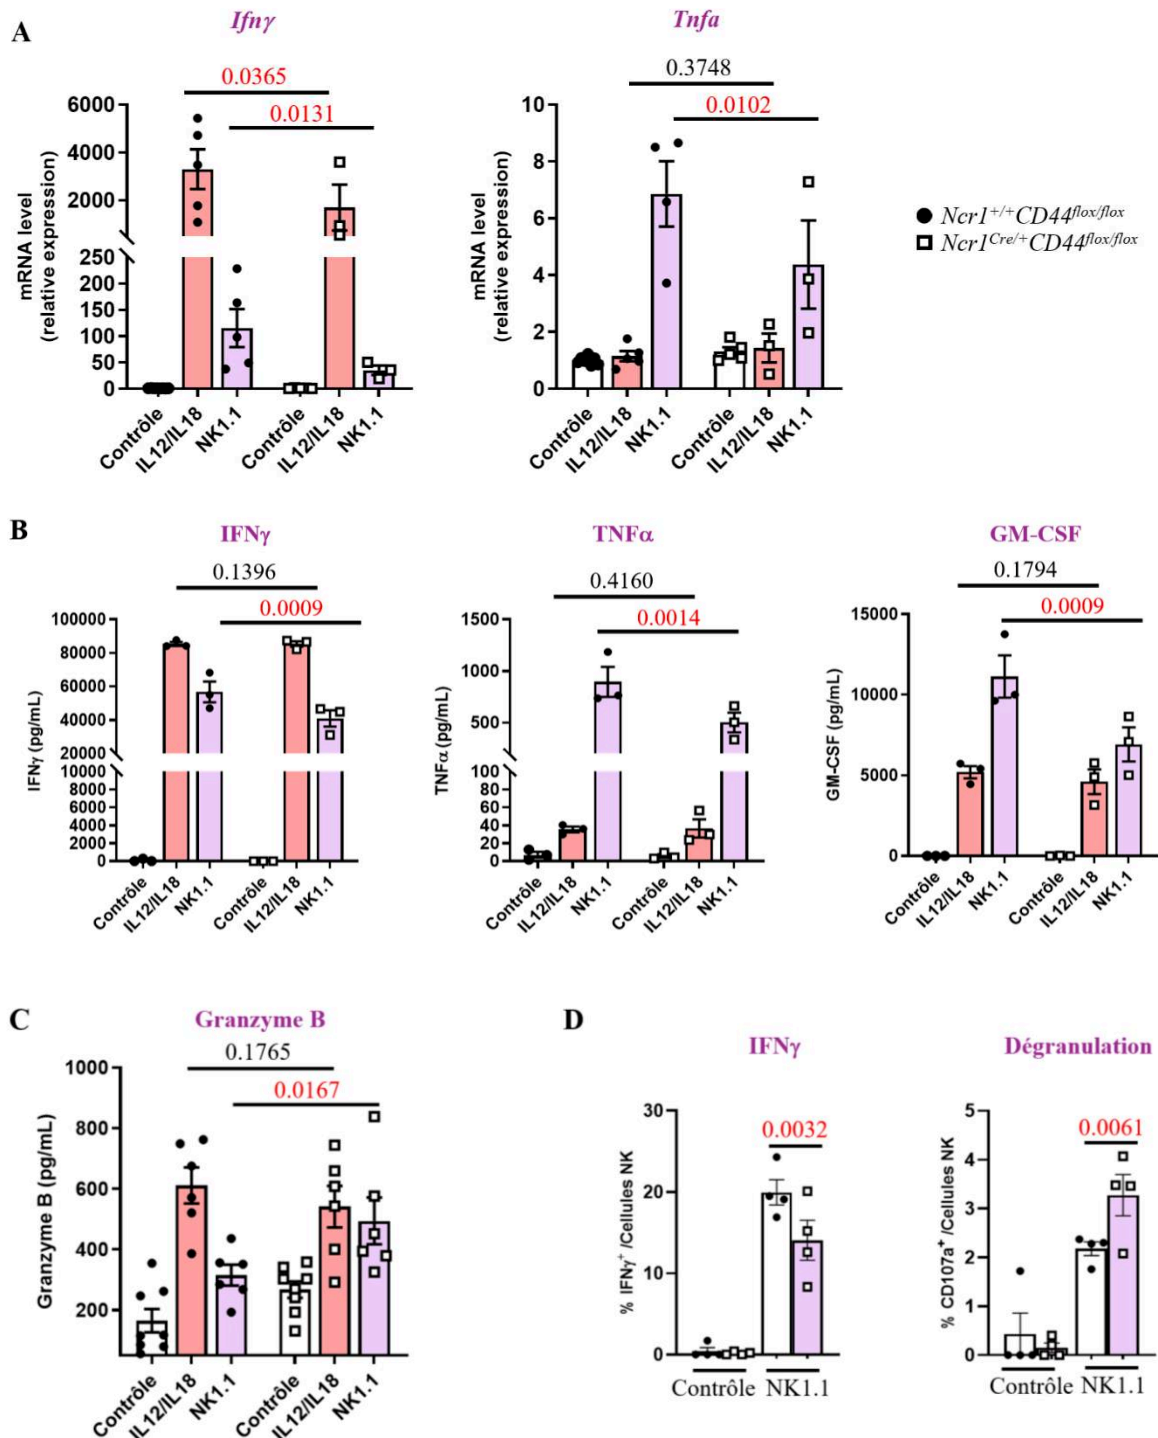 A
Ifnγ
0.0365
0.0131
6000
4000
2000
250
200
150
100
50
0
mRNA level
(relative expression)
Contrôle
IL12/IL18
NK1.1
Contrôle
IL12/IL18
NK1.1
Tnfa
0.3748
0.0102
10
8
6
4
2
0
mRNA level
(relative expression)
Contrôle
IL12/IL18
NK1.1
Contrôle
IL12/IL18
NK1.1
Ncr1+/+CD44flox/flox
Ncr1Cre/+CD44flox/flox
B
IFNγ
0.1396
0.0009
100000
80000
60000
40000
20000
10000
8000
6000
4000
2000
0
IFNγ (pg/mL)
Contrôle
IL12/IL18
NK1.1
Contrôle
IL12/IL18
NK1.1
TNFα
0.4160
0.0014
1500
1000
500
100
80
60
40
20
0
TNFα (pg/mL)
Contrôle
IL12/IL18
NK1.1
Contrôle
IL12/IL18
NK1.1
GM-CSF
0.1794
0.0009
15000
10000
5000
0
GM-CSF (pg/mL)
Contrôle
IL12/IL18
NK1.1
Contrôle
IL12/IL18
NK1.1
C
Granzyme B
0.1765
0.0167
1000
800
600
400
200
Granzyme B (pg/mL)
Contrôle
IL12/IL18
NK1.1
Contrôle
IL12/IL18
NK1.1
D
IFNγ
0.0032
30
20
10
0
% IFNγ+ /Cellules NK
Contrôle
NK1.1
Dégranulation
0.0061
5
4
3
2
1
0
% CD107a+ /Cellules NK
Contrôle
NK1.1